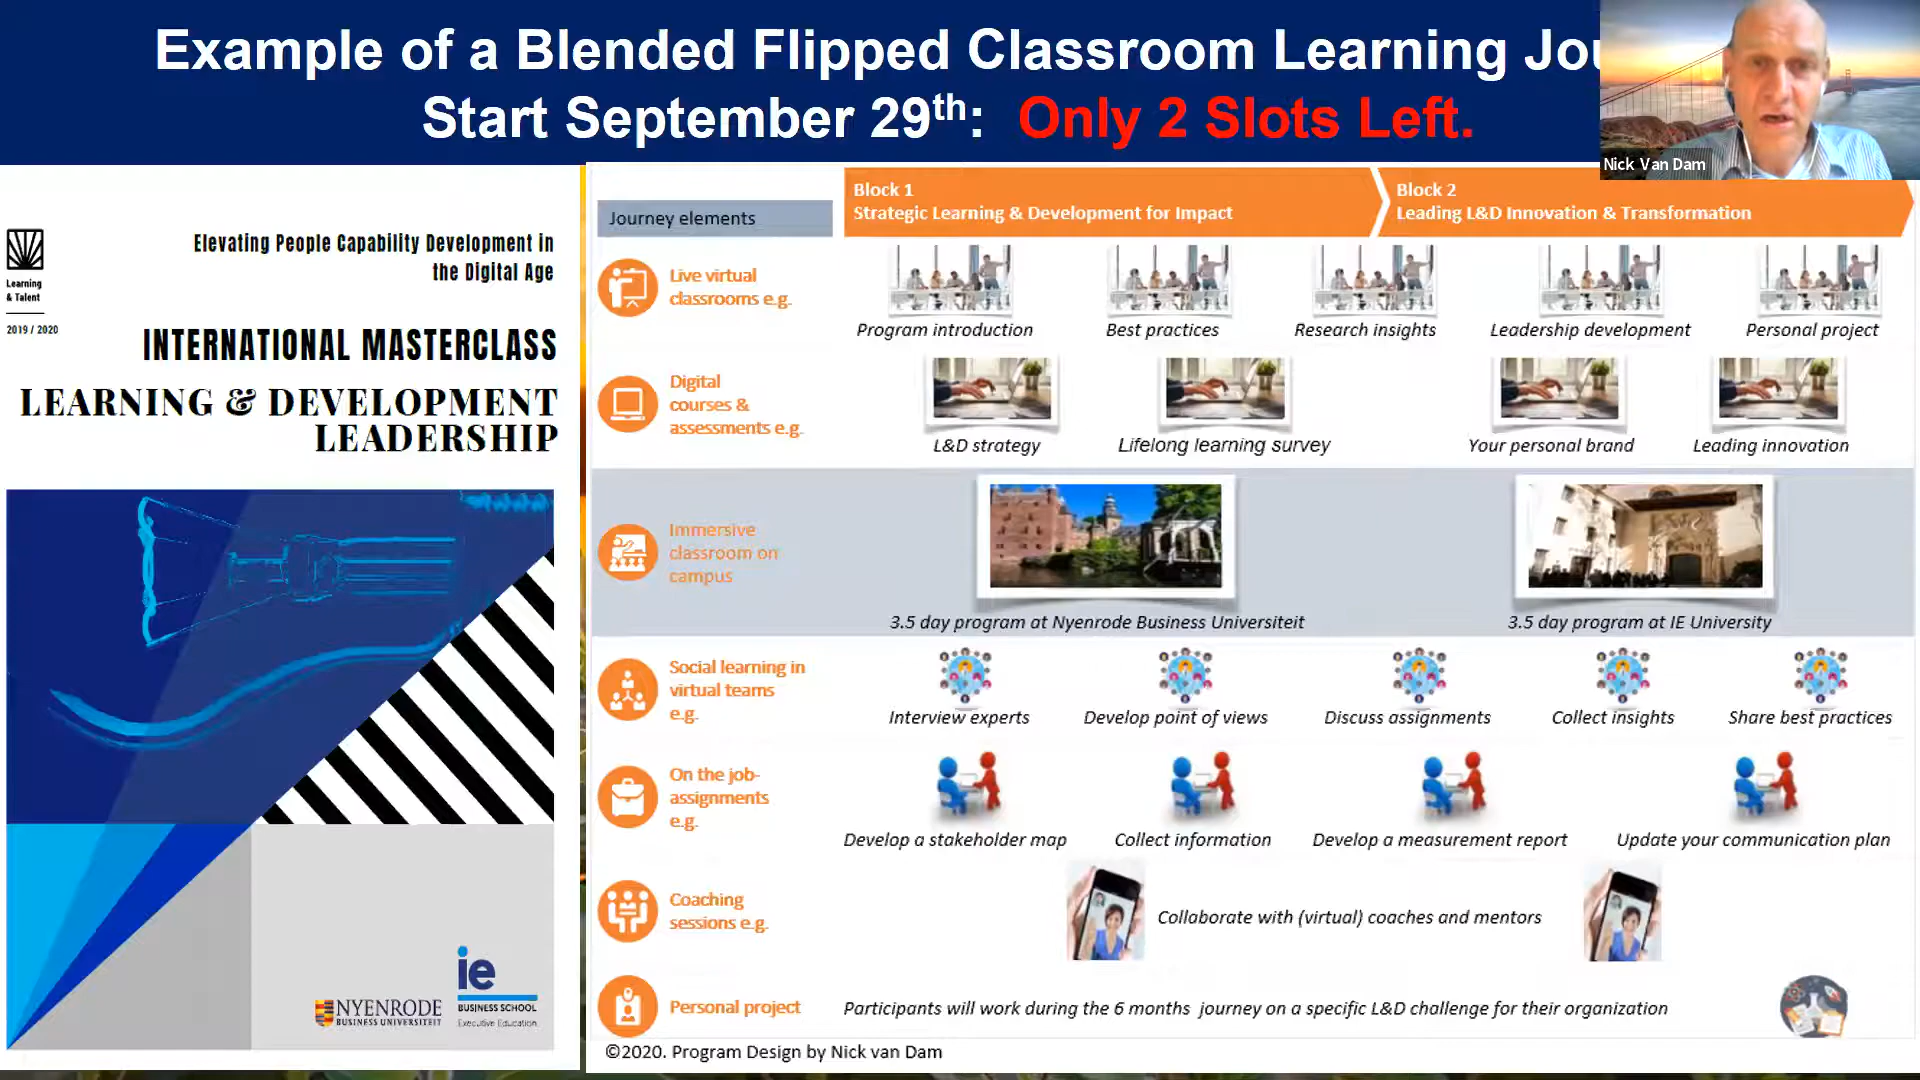 Example of a Blended Flipped Classroom Learning Jou
Start September 29th: Only 2 Slots Left.
Nick Van Dam
Learning
& Talent
2019 / 2020
Elevating People Capability Development in
the Digital Age
INTERNATIONAL MASTERCLASS
LEARNING & DEVELOPMENT
LEADERSHIP
NYENRODE
BUSINESS UNIVERSITEIT
ie
BUSINESS SCHOOL
Executive Education
Journey elements
Block 1
Strategic Learning & Development for Impact
Block 2
Leading L&D Innovation & Transformation
Live virtual
classrooms e.g.
Program introduction
Best practices
Research insights
Leadership development
Personal project
Digital
courses &
assessments e.g.
L&D strategy
Lifelong learning survey
Your personal brand
Leading innovation
Immersive
classroom on
campus
3.5 day program at Nyenrode Business Universiteit
3.5 day program at IE University
Social learning in
virtual teams
e.g.
Interview experts
Develop point of views
Discuss assignments
Collect insights
Share best practices
On the job-
assignments
e.g.
Develop a stakeholder map
Collect information
Develop a measurement report
Update your communication plan
Coaching
sessions e.g.
Collaborate with (virtual) coaches and mentors
Personal project
Participants will work during the 6 months journey on a specific L&D challenge for their organization
©2020. Program Design by Nick van Dam